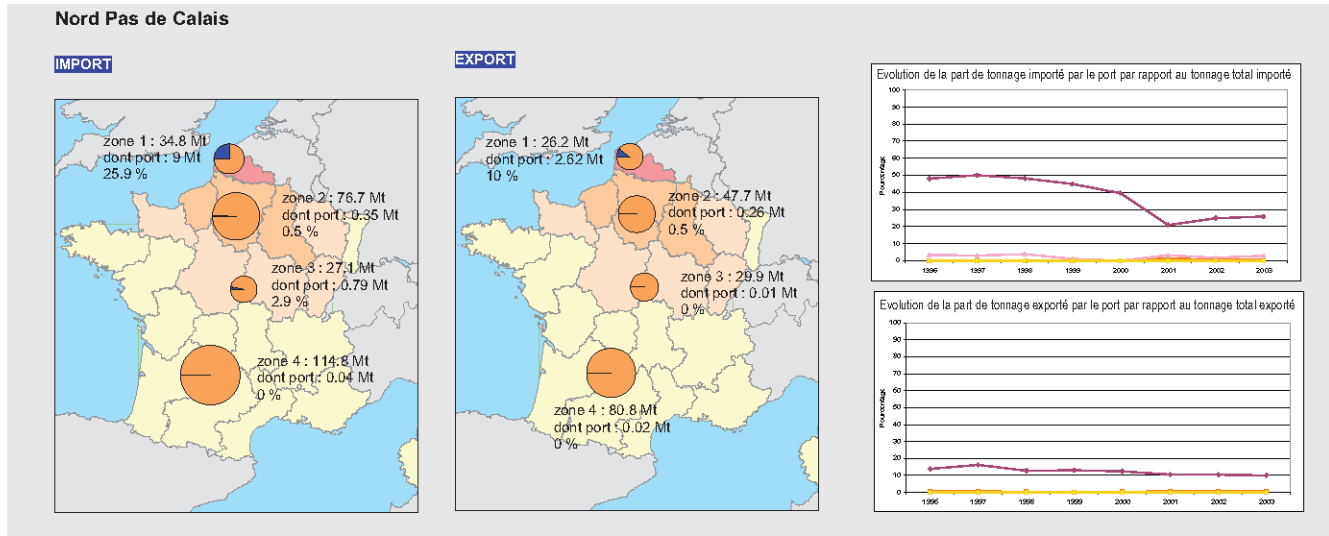 Nord Pas de Calais
IMPORT
zone 1 : 34.8 Mt
dont port : 9 Mt
25.9 %
zone 2 : 76.7 Mt
dont port : 0.35 Mt
0.5 %
zone 3 : 27.1 Mt
dont port : 0.79 Mt
2.9 %
zone 4 : 114.8 Mt
dont port : 0.04 Mt
0 %
EXPORT
zone 1 : 26.2 Mt
dont port : 2.62 Mt
10 %
zone 2 : 47.7 Mt
dont port : 0.26 Mt
0.5 %
zone 3 : 29.9 Mt
dont port : 0.01 Mt
0 %
zone 4 : 80.8 Mt
dont port : 0.02 Mt
0 %
Evolution de la part de tonnage importé par le port par rapport au tonnage total importé
Pourcentage
100
90
80
70
60
50
40
30
20
10
0
1996 1997 1998 1999 2000 2001 2002 2003
Evolution de la part de tonnage exporté par le port par rapport au tonnage total exporté
Pourcentage
100
90
80
70
60
50
40
30
20
10
0
1996 1997 1998 1999 2000 2001 2002 2003